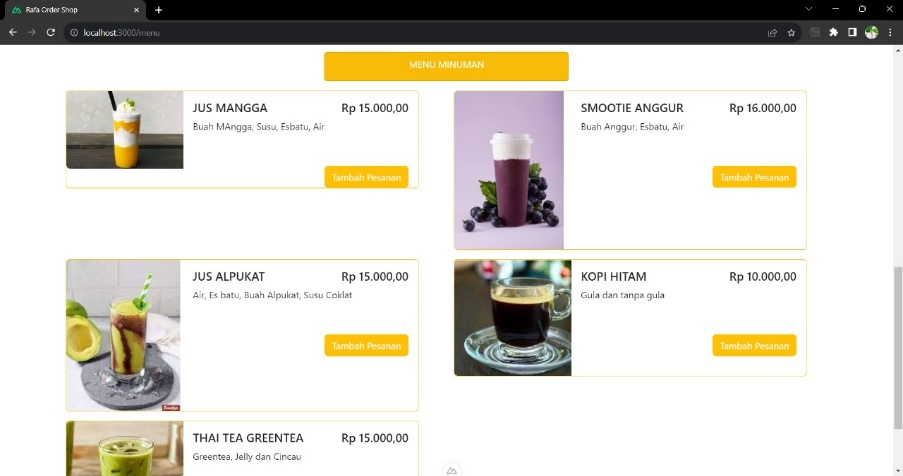 Rafa Order Shop
localhost:3000/menu
MENU MINUMAN
JUS MANGGA Rp 15.000,00
Buah MAngga, Susu, Esbatu, Air
Tambah Pesanan
SMOOTIE ANGGUR Rp 16.000,00
Buah Anggur, Esbatu, Air
Tambah Pesanan
JUS ALPUKAT Rp 15.000,00
Air, Es batu, Buah Alpukat, Susu Coklat
Tambah Pesanan
KOPI HITAM Rp 10.000,00
Gula dan tanpa gula
Tambah Pesanan
THAI TEA GREENTEA Rp 15.000,00
Greentea, Jelly dan Cincau